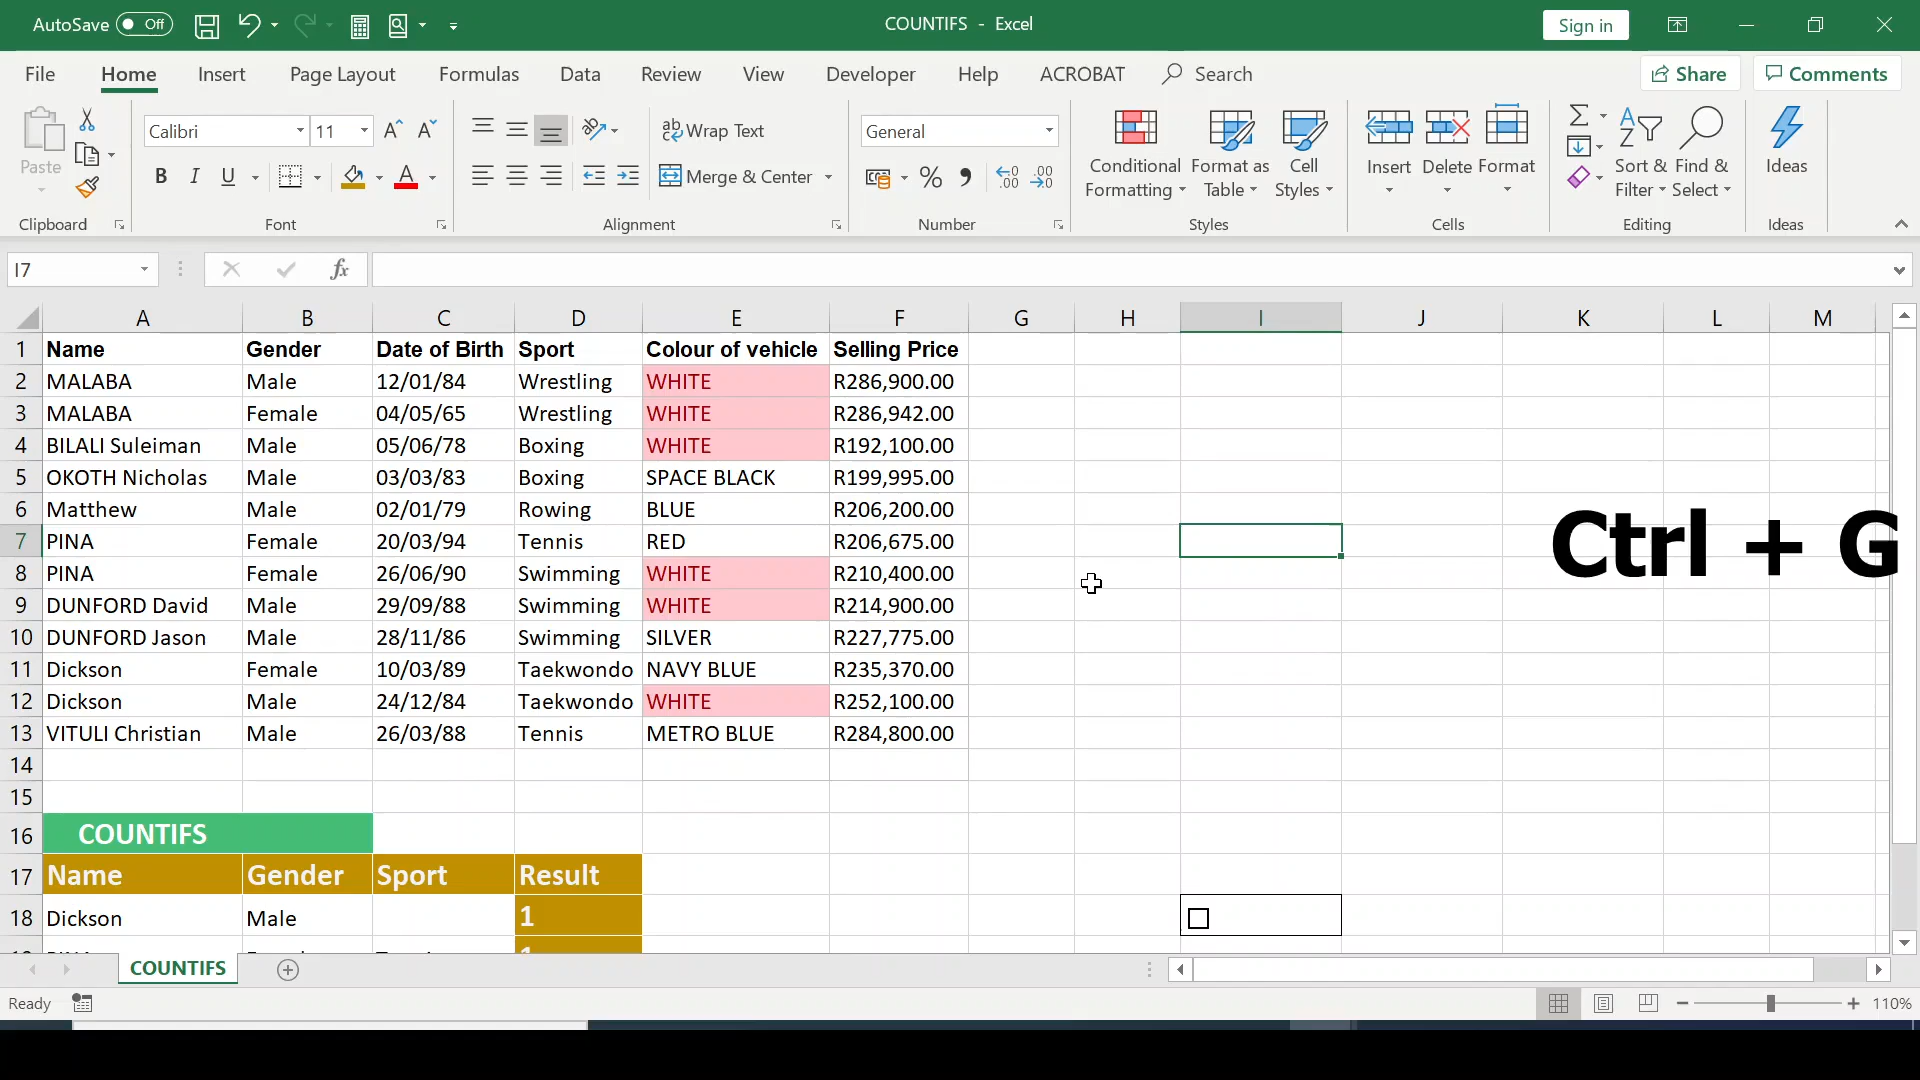 AutoSave Off COUNTIFS - Excel Sign in
File Home Insert Page Layout Formulas Data Review View Developer Help ACROBAT Search Share Comments
Paste Calibri 11 ab Wrap Text General Conditional Formatting Format as Table Cell Styles Insert Delete Format Sort & Filter Find & Select Ideas
B I U A Merge & Center % .00
Clipboard Font Alignment Number Styles Cells Editing Ideas
I7 fx
A B C D E F G H I J K L M
1 Name Gender Date of Birth Sport Colour of vehicle Selling Price
2 MALABA Male 12/01/84 Wrestling WHITE R286,900.00
3 MALABA Female 04/05/65 Wrestling WHITE R286,942.00
4 BILALI Suleiman Male 05/06/78 Boxing WHITE R192,100.00
5 OKOTH Nicholas Male 03/03/83 Boxing SPACE BLACK R199,995.00
6 Matthew Male 02/01/79 Rowing BLUE R206,200.00
7 PINA Female 20/03/94 Tennis RED R206,675.00
Ctrl + G
8 PINA Female 26/06/90 Swimming WHITE R210,400.00
9 DUNFORD David Male 29/09/88 Swimming WHITE R214,900.00
10 DUNFORD Jason Male 28/11/86 Swimming SILVER R227,775.00
11 Dickson Female 10/03/89 Taekwondo NAVY BLUE R235,370.00
12 Dickson Male 24/12/84 Taekwondo WHITE R252,100.00
13 VITULI Christian Male 26/03/88 Tennis METRO BLUE R284,800.00
14
15
16 COUNTIFS
17 Name Gender Sport Result
18 Dickson Male 1
COUNTIFS
Ready 110%